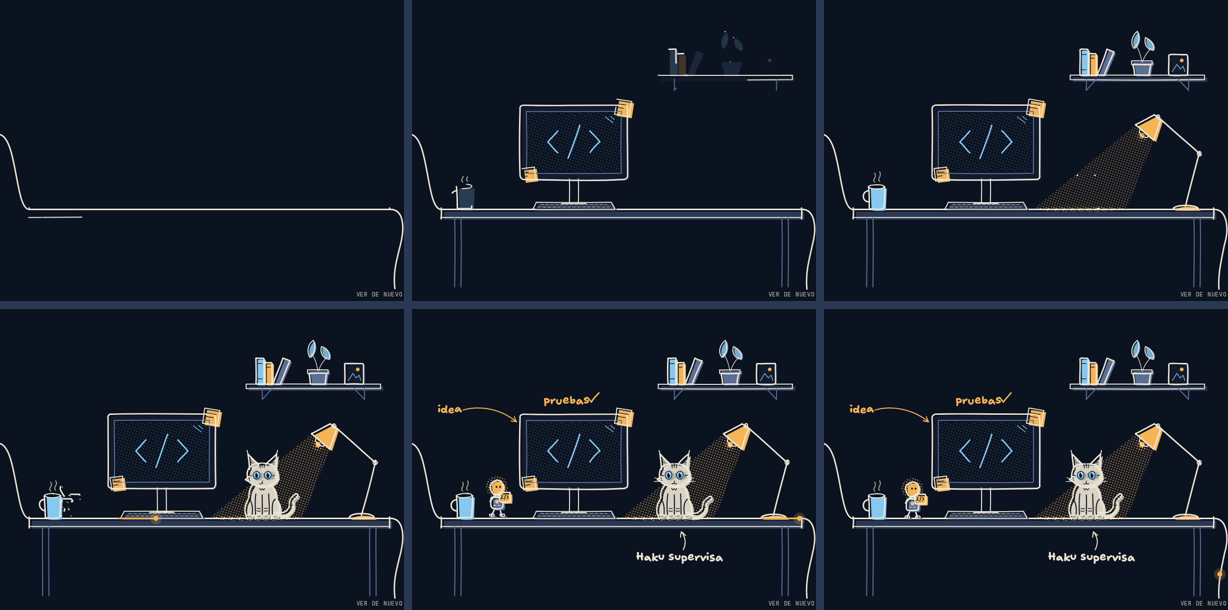 </>
VER DE NUEVO
</>
VER DE NUEVO
</>
VER DE NUEVO
</>
VER DE NUEVO
idea
pruebas✓
</>
Haku supervisa
VER DE NUEVO
idea
pruebas✓
</>
Haku supervisa
VER DE NUEVO